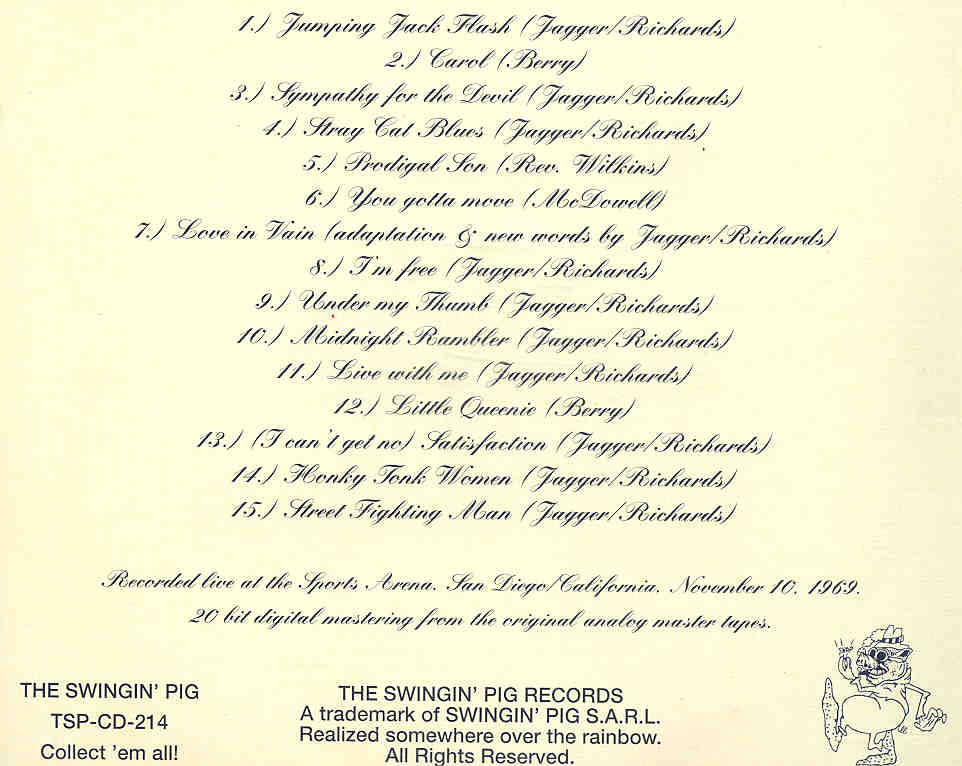 1.) Jumping Jack Flash (Jagger/Richards)
2.) Carol (Berry)
3.) Sympathy for the Devil (Jagger/Richards)
4.) Stray Cat Blues (Jagger/Richards)
5.) Prodigal Son (Rev. Wilkins)
6.) You gotta move (McDowell)
7.) Love in Vain (adaptation & new words by Jagger/Richards)
8.) I'm free (Jagger/Richards)
9.) Under my Thumb (Jagger/Richards)
10.) Midnight Rambler (Jagger/Richards)
11.) Live with me (Jagger/Richards)
12.) Little Queenie (Berry)
13.) (I can't get no) Satisfaction (Jagger/Richards)
14.) Honky Tonk Women (Jagger/Richards)
15.) Street Fighting Man (Jagger/Richards)
Recorded live at the Sports Arena, San Diego/California, November 10, 1969.
20 bit digital mastering from the original analog master tapes.
THE SWINGIN' PIG
TSP-CD-214
Collect 'em all!
THE SWINGIN' PIG RECORDS
A trademark of SWINGIN' PIG S.A.R.L.
Realized somewhere over the rainbow.
All Rights Reserved.